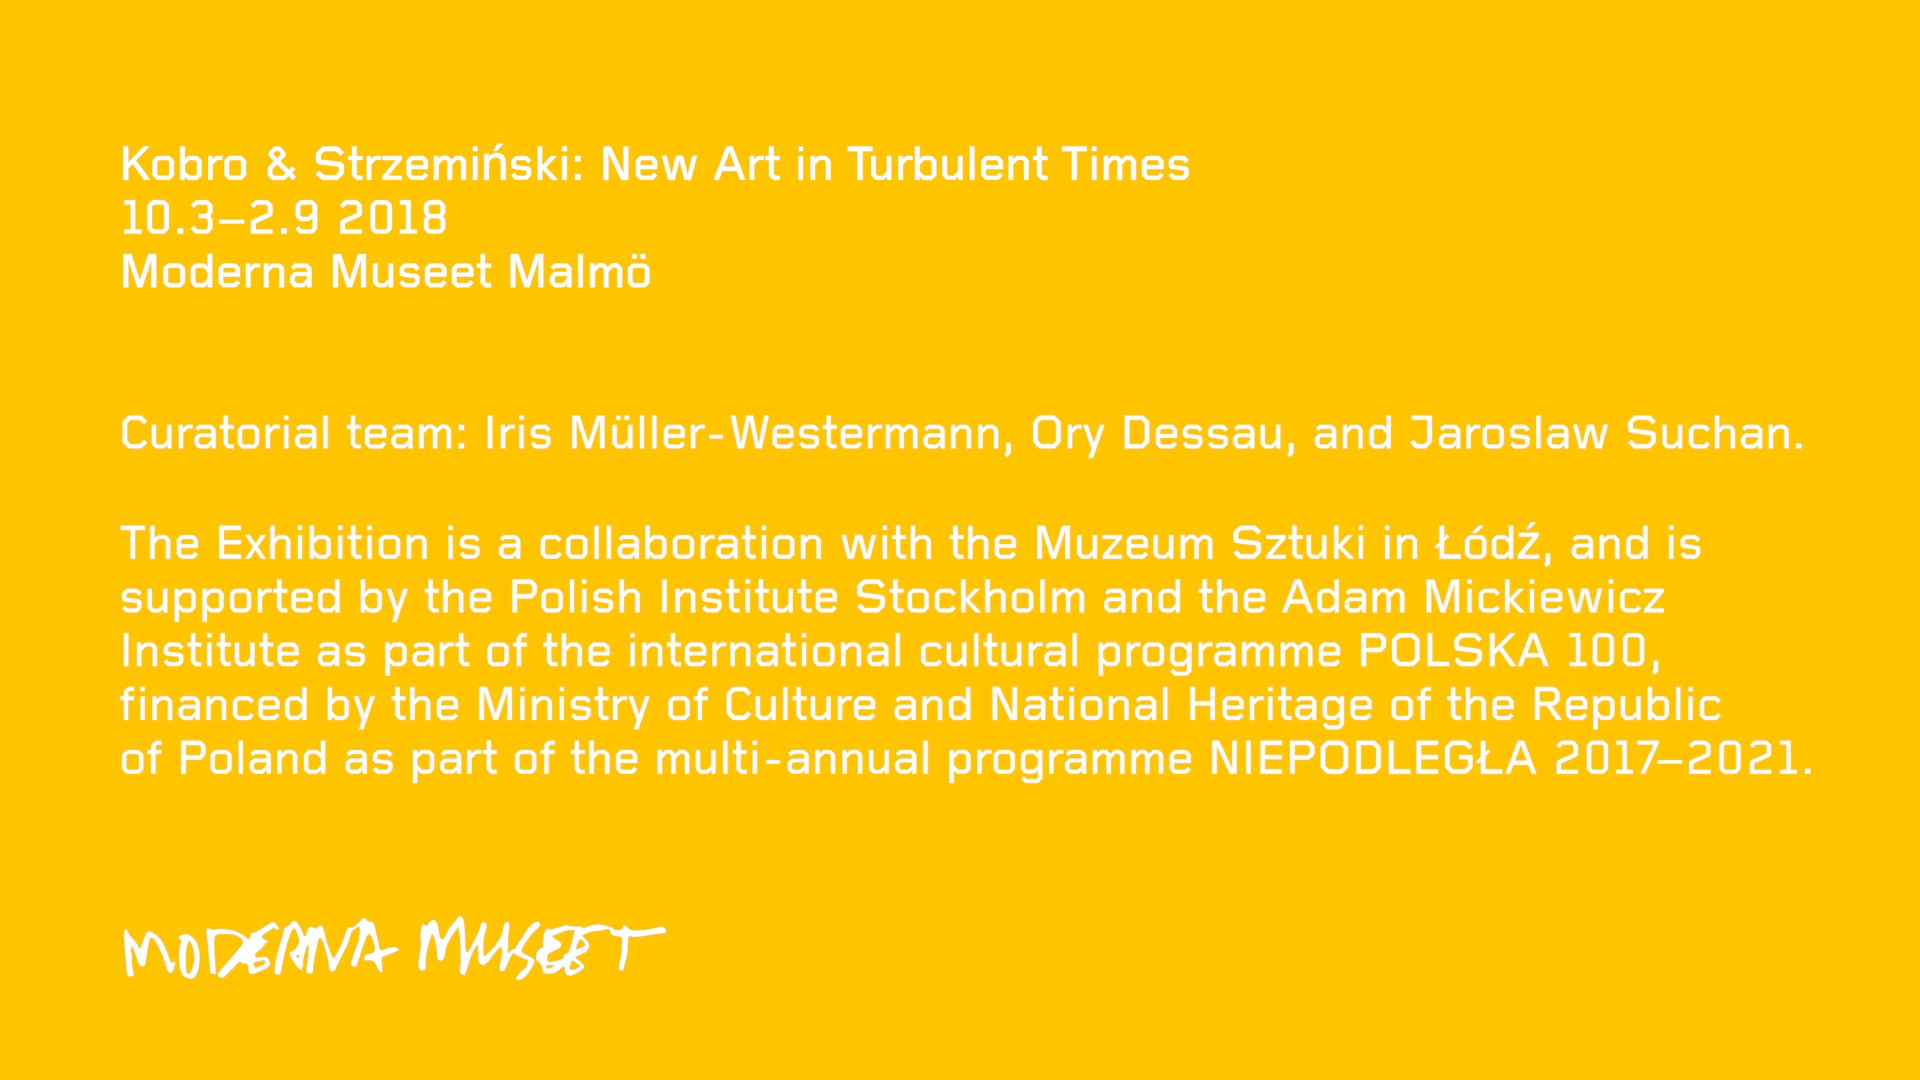 Kobro & Strzemiński: New Art in Turbulent Times
10.3–2.9 2018
Moderna Museet Malmö
Curatorial team: Iris Müller-Westermann, Ory Dessau, and Jaroslaw Suchan.
The Exhibition is a collaboration with the Muzeum Sztuki in Łódź, and is
supported by the Polish Institute Stockholm and the Adam Mickiewicz
Institute as part of the international cultural programme POLSKA 100,
financed by the Ministry of Culture and National Heritage of the Republic
of Poland as part of the multi-annual programme NIEPODLEGŁA 2017–2021.
MODERNA MUSEET